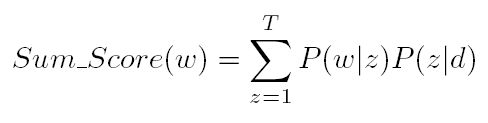 Sum_Score(w) = \sum_{z=1}^{T} P(w|z)P(z|d)